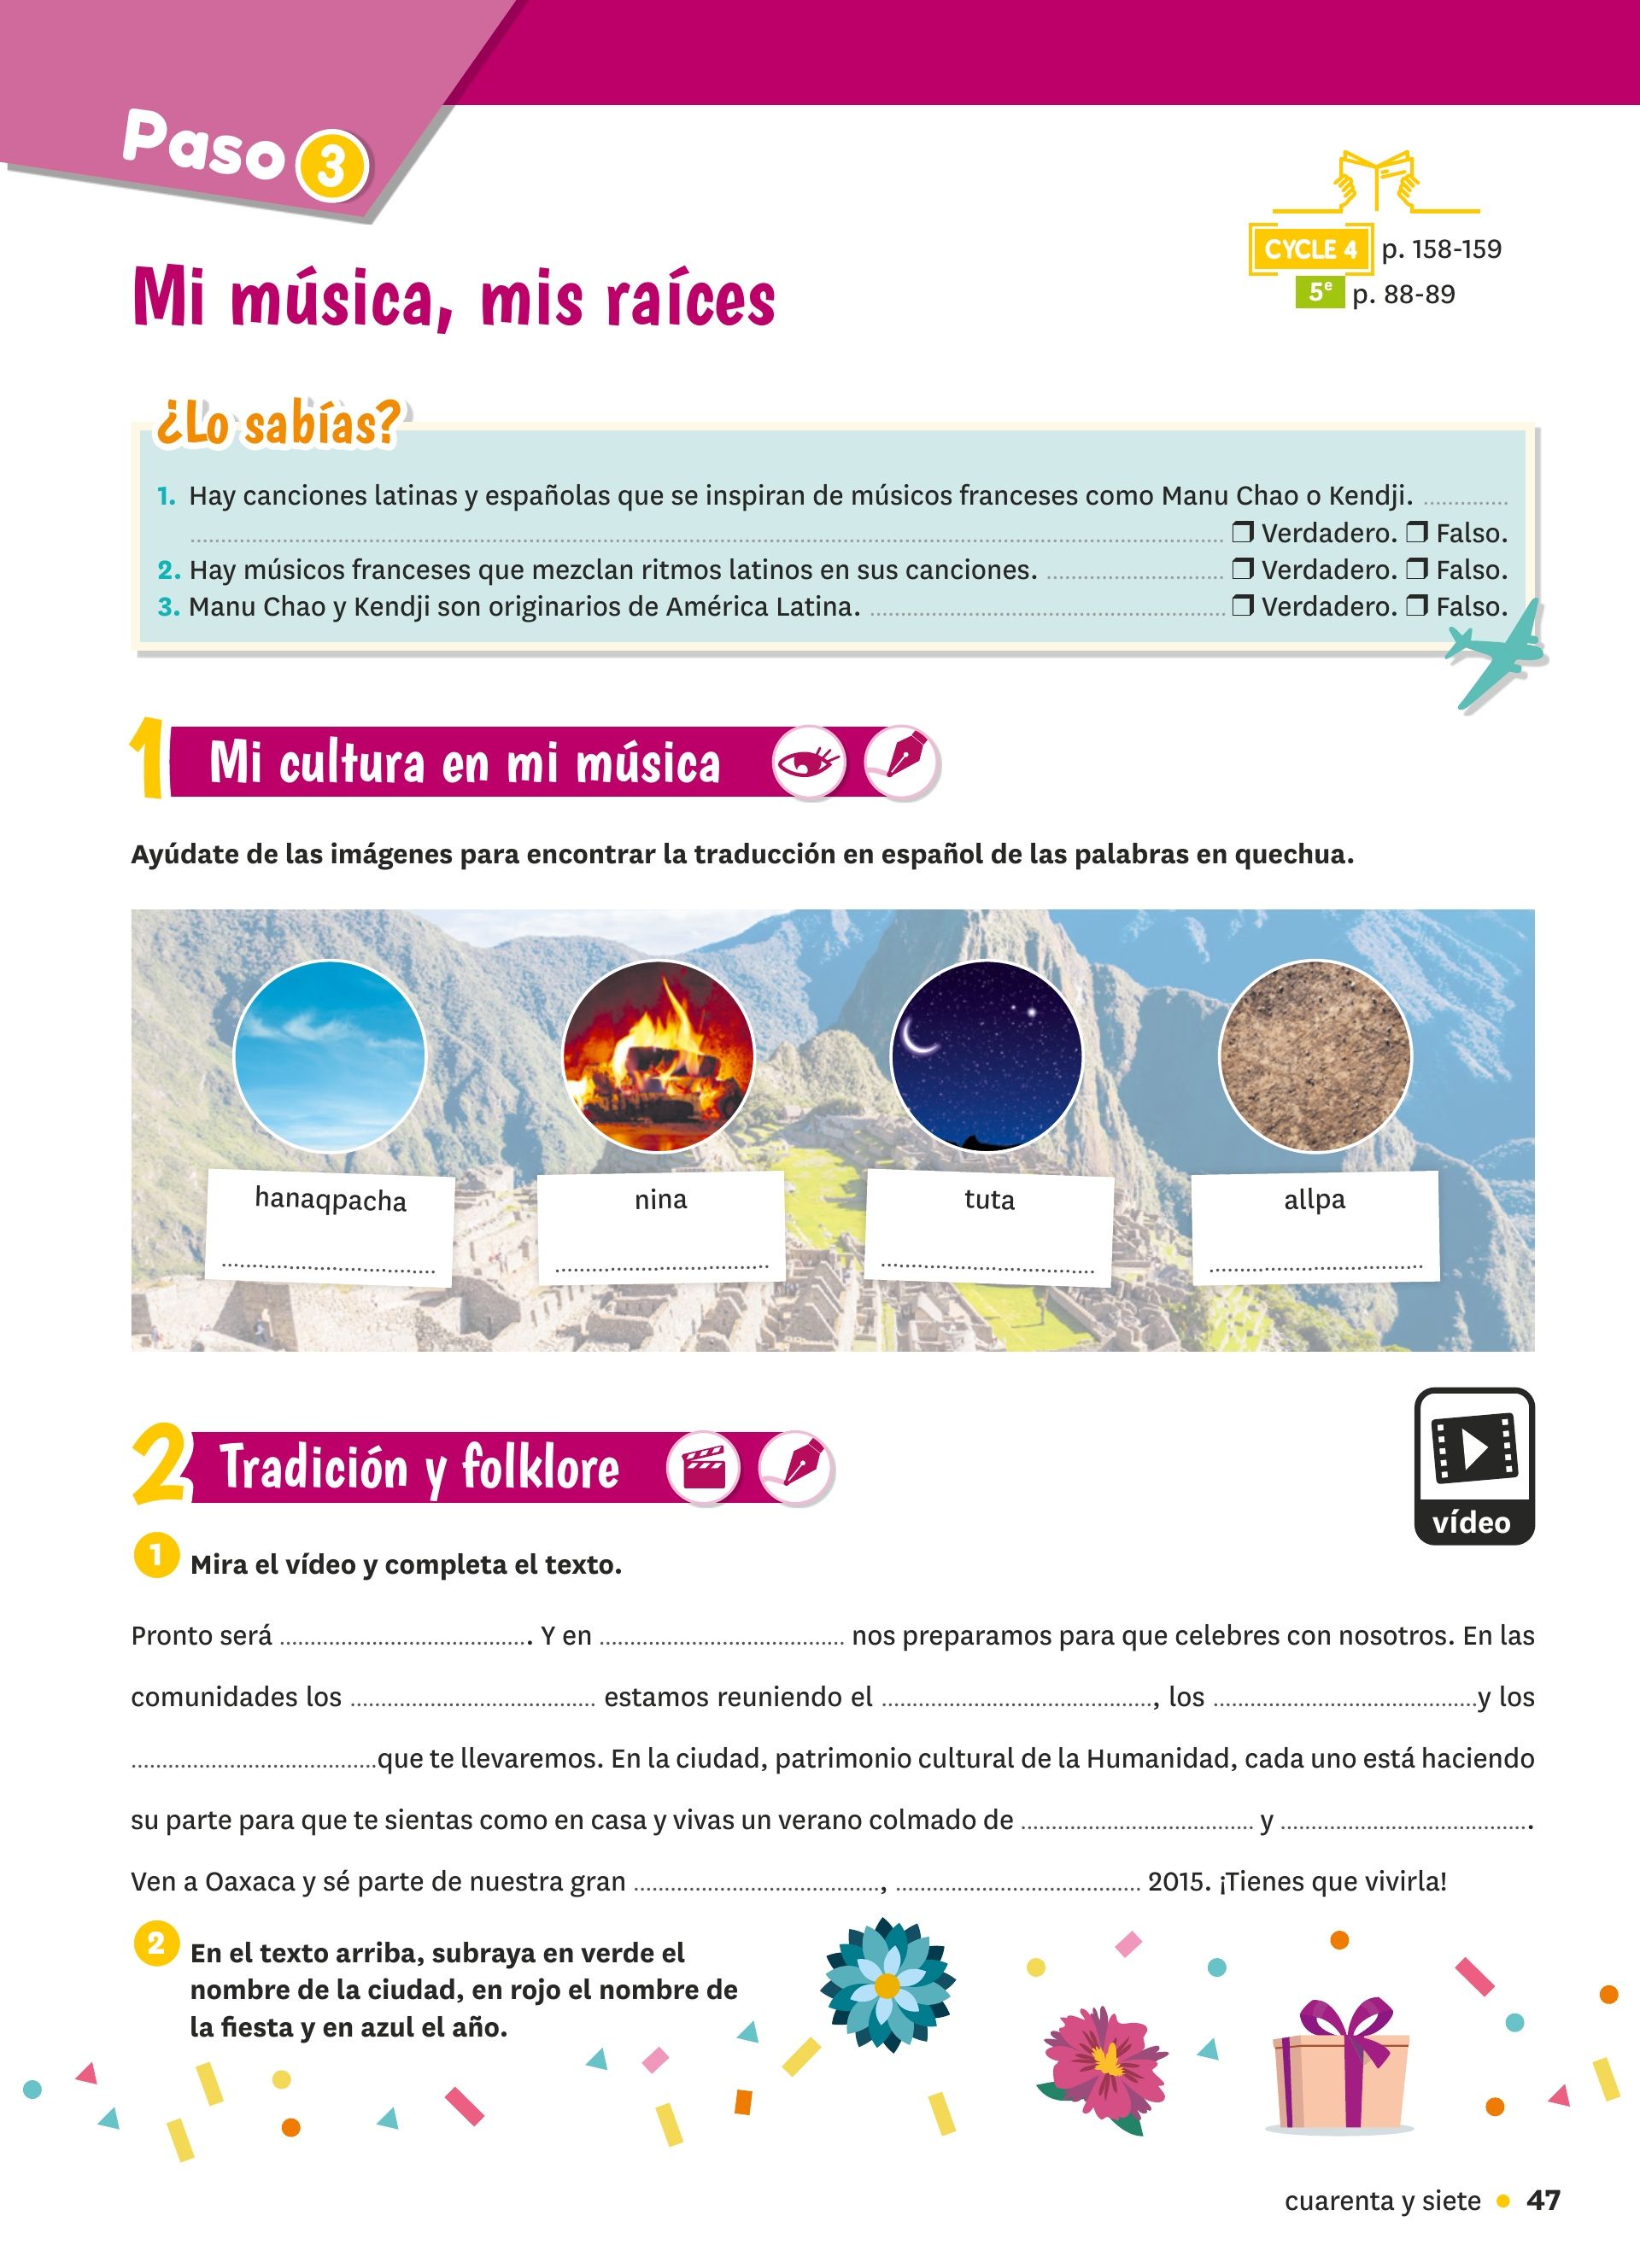 Paso 3
CYCLE 4 p. 158-159
5e p. 88-89
Mi música, mis raíces
¿Lo sabías?
1. Hay canciones latinas y españolas que se inspiran de músicos franceses como Manu Chao o Kendji. ..............
.............................. ❒ Verdadero. ❒ Falso.
2. Hay músicos franceses que mezclan ritmos latinos en sus canciones. .............................. ❒ Verdadero. ❒ Falso.
3. Manu Chao y Kendji son originarios de América Latina. .............................. ❒ Verdadero. ❒ Falso.
1 Mi cultura en mi música
Ayúdate de las imágenes para encontrar la traducción en español de las palabras en quechua.
hanaqpacha nina tuta allpa
.............................. .............................. .............................. ..............................
2 Tradición y folklore
vídeo
1 Mira el vídeo y completa el texto.
Pronto será .............................. . Y en .............................. nos preparamos para que celebres con nosotros. En las
comunidades los .............................. estamos reuniendo el .............................., los ..............................y los
..............................que te llevaremos. En la ciudad, patrimonio cultural de la Humanidad, cada uno está haciendo
su parte para que te sientas como en casa y vivas un verano colmado de .............................. y .............................. .
Ven a Oaxaca y sé parte de nuestra gran .............................., .............................. 2015. ¡Tienes que vivirla!
2 En el texto arriba, subraya en verde el
nombre de la ciudad, en rojo el nombre de
la fiesta y en azul el año.
cuarenta y siete • 47